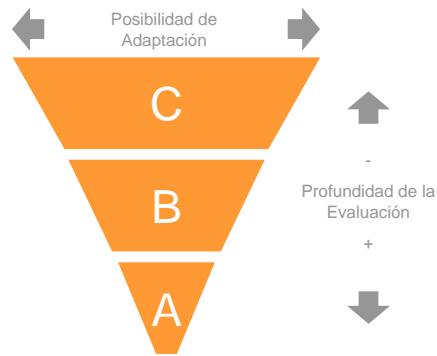 Posibilidad de
Adaptación
C
B
A
-
Profundidad de la
Evaluación
+